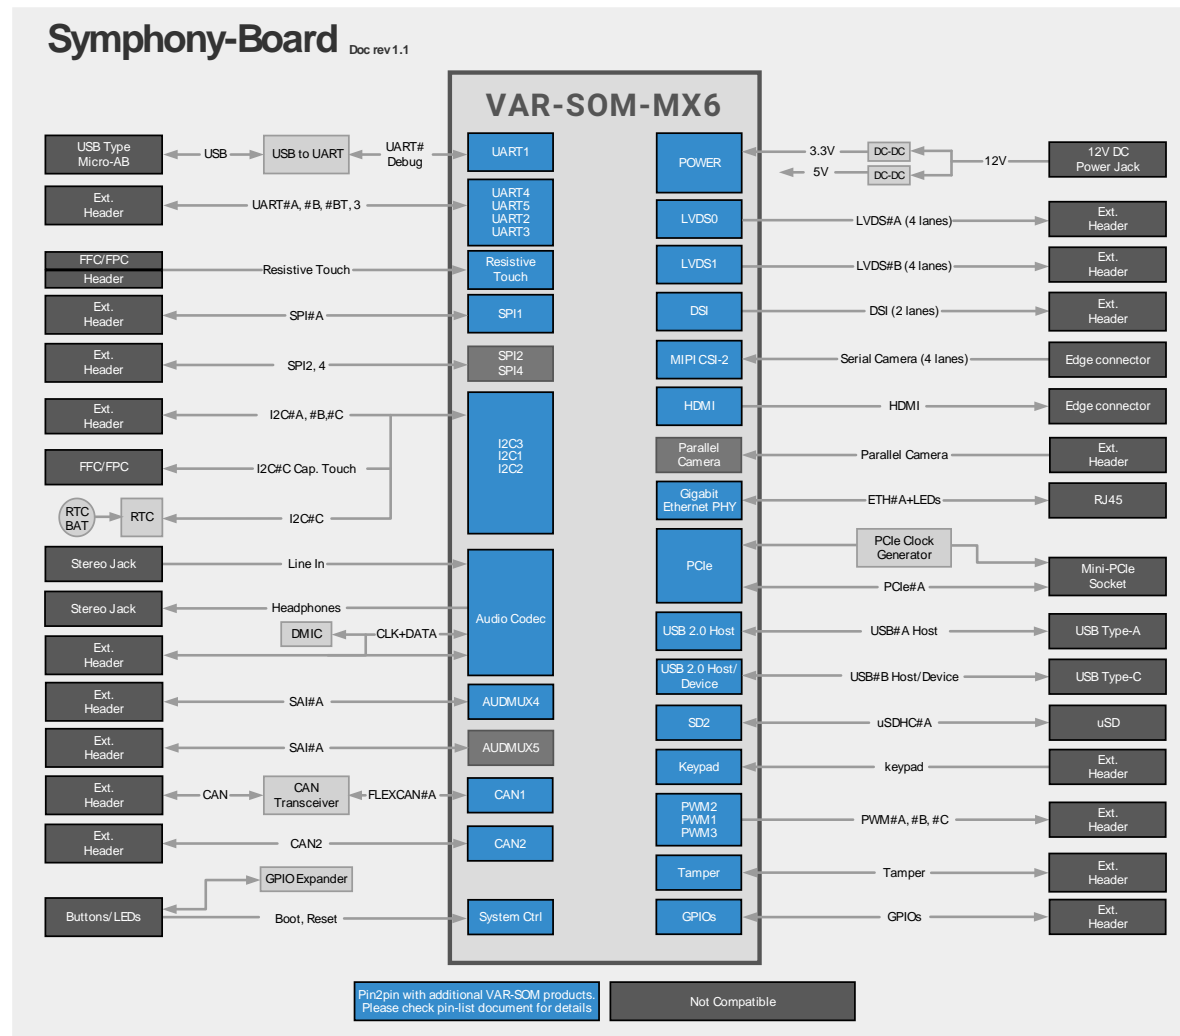 Symphony-Board Doc rev 1.1
VAR-SOM-MX6
USB Type
Micro-AB
USB
USB to UART
UART#
Debug
UART1
Ext.
Header
UART#A, #B, #BT, 3
UART4
UART5
UART2
UART3
FFC/FPC
Header
Resistive Touch
Resistive
Touch
Ext.
Header
SPI#A
SPI1
Ext.
Header
SPI2, 4
SPI2
SPI4
Ext.
Header
I2C#A, #B,#C
I2C3
I2C1
I2C2
FFC/FPC
I2C#C Cap. Touch
RTC
BAT
RTC
I2C#C
Stereo Jack
Line In
Audio Codec
Stereo Jack
Headphones
DMIC
CLK+DATA
Ext.
Header
Ext.
Header
SAI#A
AUDMUX4
Ext.
Header
SAI#A
AUDMUX5
Ext.
Header
CAN
CAN
Transceiver
FLEXCAN#A
CAN1
Ext.
Header
CAN2
CAN2
GPIO Expander
Buttons/LEDs
Boot, Reset
System Ctrl
POWER
3.3V
DC-DC
5V
DC-DC
12V
12V DC
Power Jack
LVDS0
LVDS#A (4 lanes)
Ext.
Header
LVDS1
LVDS#B (4 lanes)
Ext.
Header
DSI
DSI (2 lanes)
Ext.
Header
MIPI CSI-2
Serial Camera (4 lanes)
Edge connector
HDMI
HDMI
Edge connector
Parallel
Camera
Parallel Camera
Ext.
Header
Gigabit
Ethernet PHY
ETH#A+LEDs
RJ45
PCIe
PCIe Clock
Generator
PCIe#A
Mini-PCIe
Socket
USB 2.0 Host
USB#A Host
USB Type-A
USB 2.0 Host/
Device
USB#B Host/Device
USB Type-C
SD2
uSDHC#A
uSD
Keypad
keypad
Ext.
Header
PWM2
PWM1
PWM3
PWM#A, #B, #C
Ext.
Header
Tamper
Tamper
Ext.
Header
GPIOs
GPIOs
Ext.
Header
Pin2pin with additional VAR-SOM products.
Please check pin-list document for details
Not Compatible